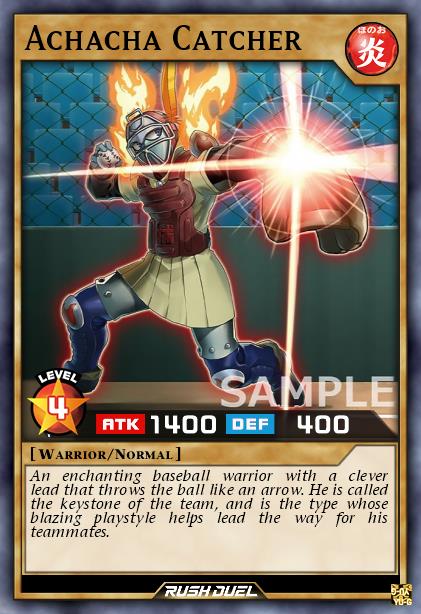 ACHACHA CATCHER
ほのお
炎
SAMPLE
LEVEL
4
ATK 1400 DEF 400
[WARRIOR/NORMAL]
An enchanting baseball warrior with a clever
lead that throws the ball like an arrow. He is called
the keystone of the team, and is the type whose
blazing playstyle helps lead the way for his
teammates.
RUSH DUEL